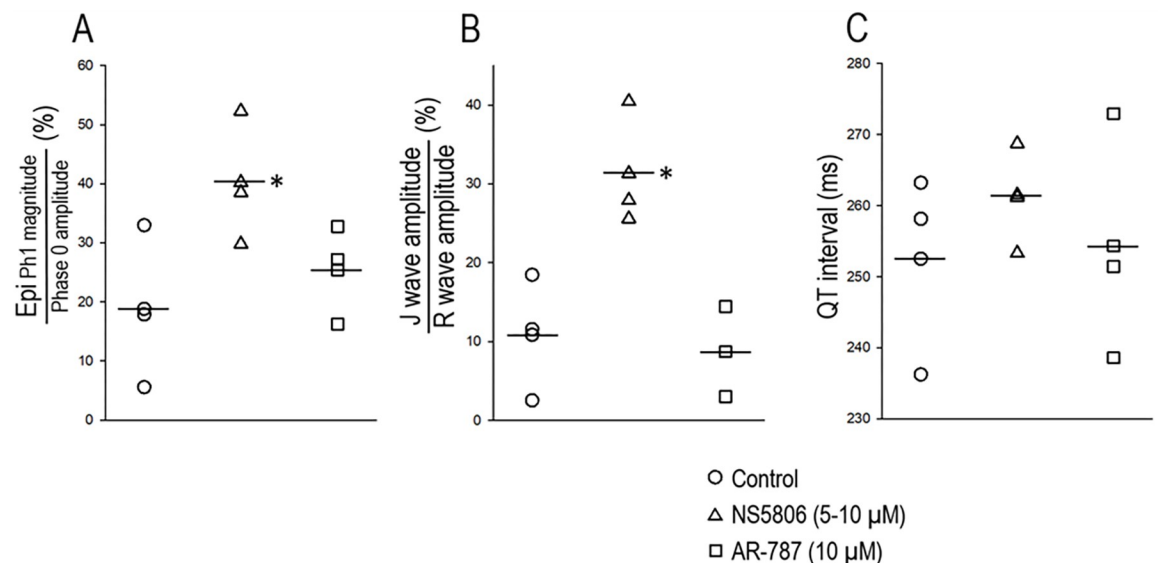 A
B
C
60
50
40
30
20
10
0
Epi Ph1 magnitude
Phase 0 amplitude
(%)
*
40
30
20
10
0
J wave amplitude
R wave amplitude
(%)
*
280
270
260
250
240
230
QT interval (ms)
Control
NS5806 (5-10 µM)
AR-787 (10 µM)